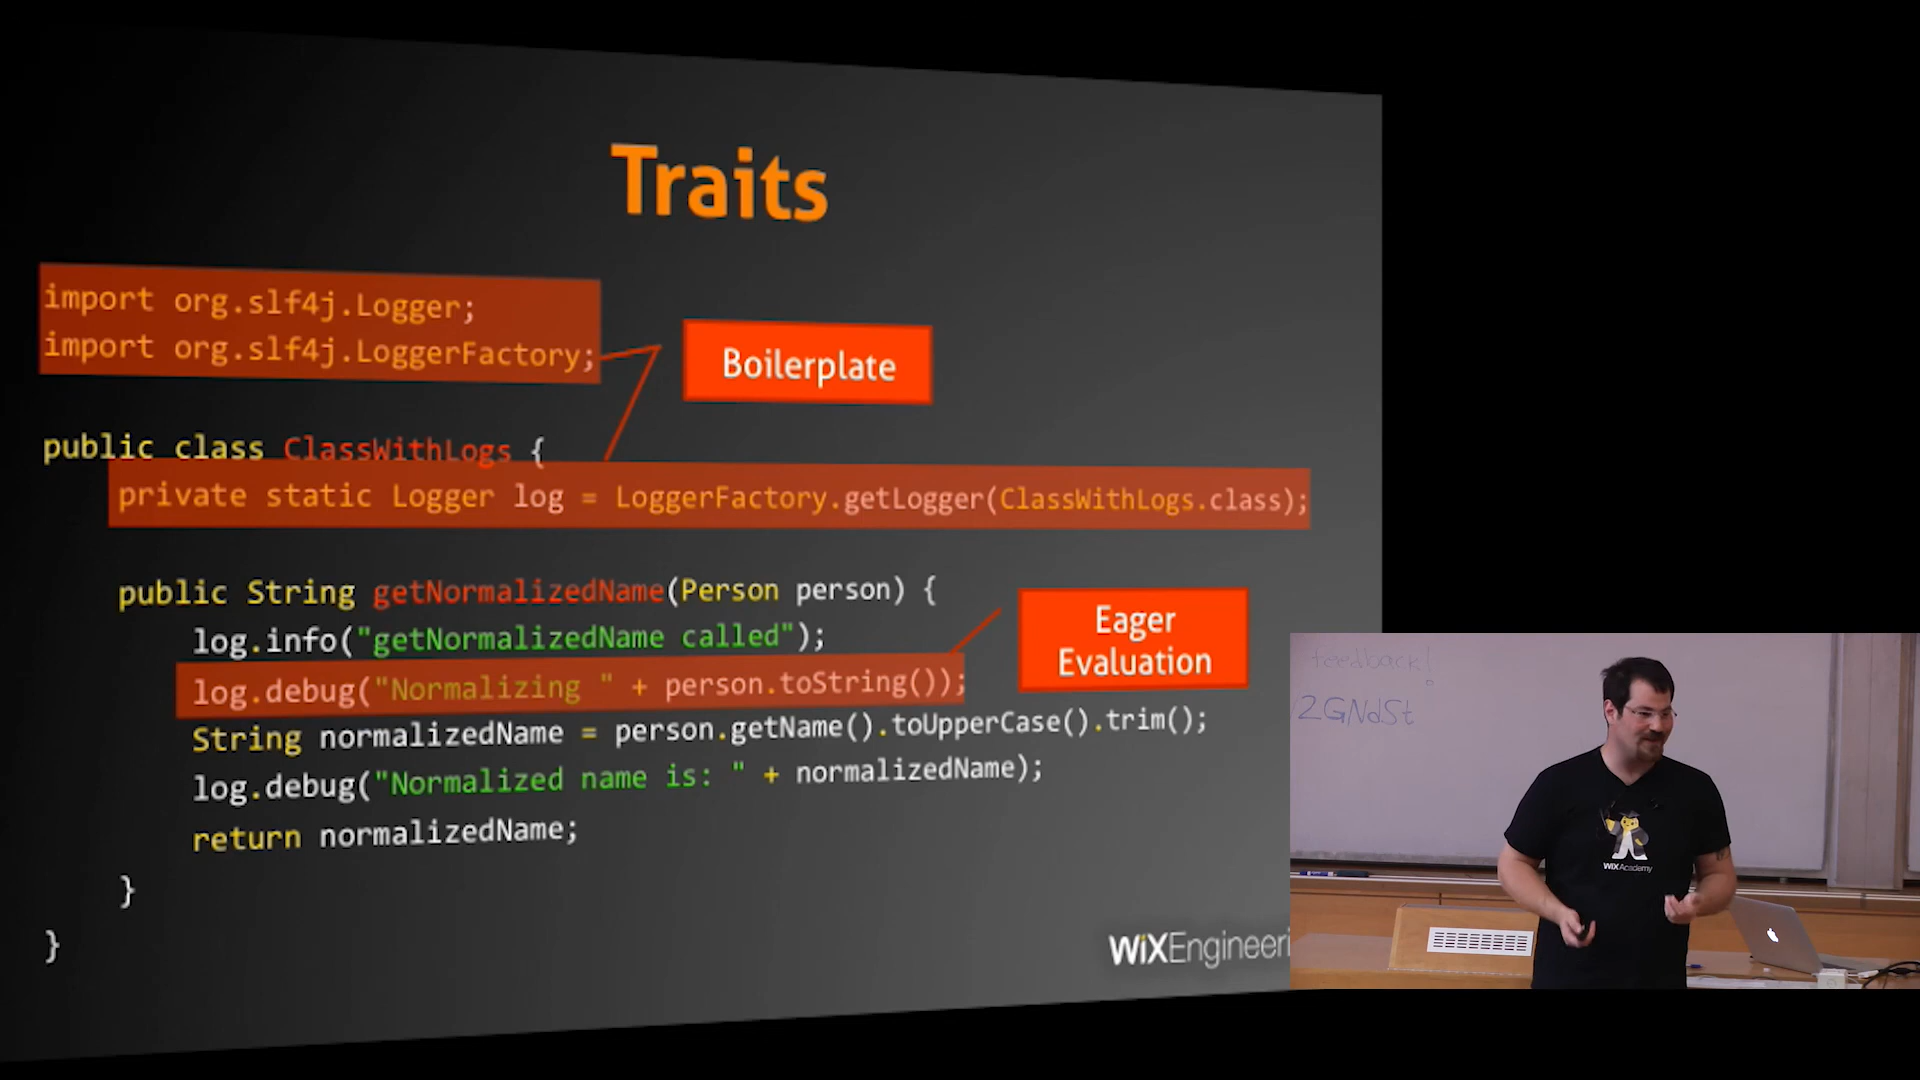 Traits
import org.slf4j.Logger;
import org.slf4j.LoggerFactory;
Boilerplate
public class ClassWithLogs {
private static Logger log = LoggerFactory.getLogger(ClassWithLogs.class);
public String getNormalizedName(Person person) {
Eager
Evaluation
log.info("getNormalizedName called");
log.debug("Normalizing " + person.toString());
String normalizedName = person.getName().toUpperCase().trim();
log.debug("Normalized name is: " + normalizedName);
return normalizedName;
}
}
WiXEngineeri
feedback!
2GNdSt
WiXAcademy